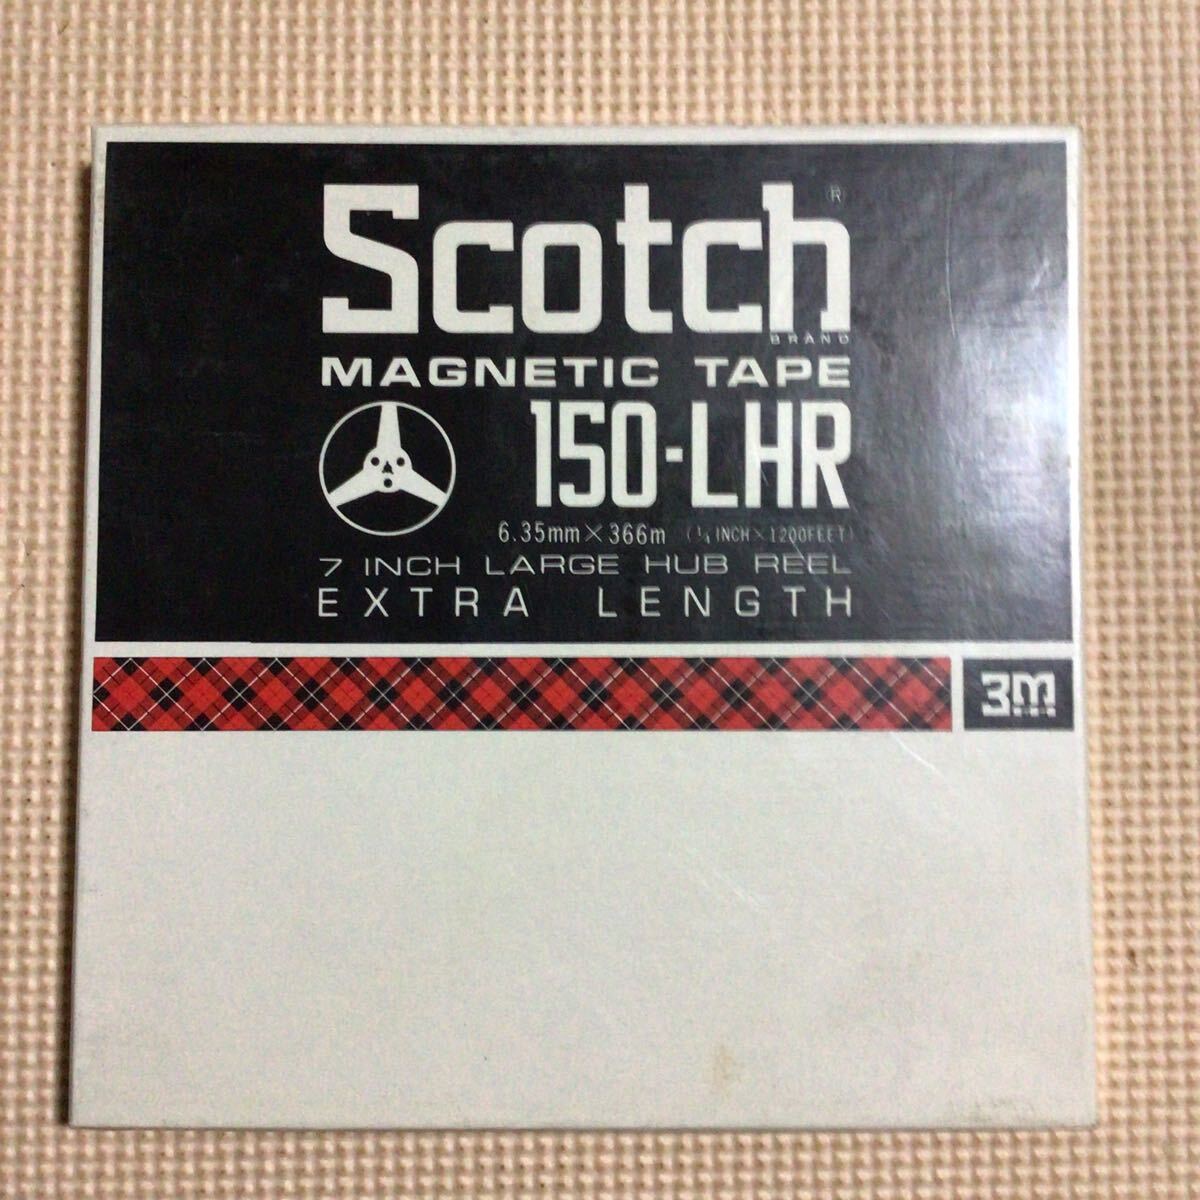 Scotch®
BRAND
MAGNETIC TAPE
150-LHR
6.35mm×366m (¼ INCH×1200FEET)
7 INCH LARGE HUB REEL
EXTRA LENGTH
3M